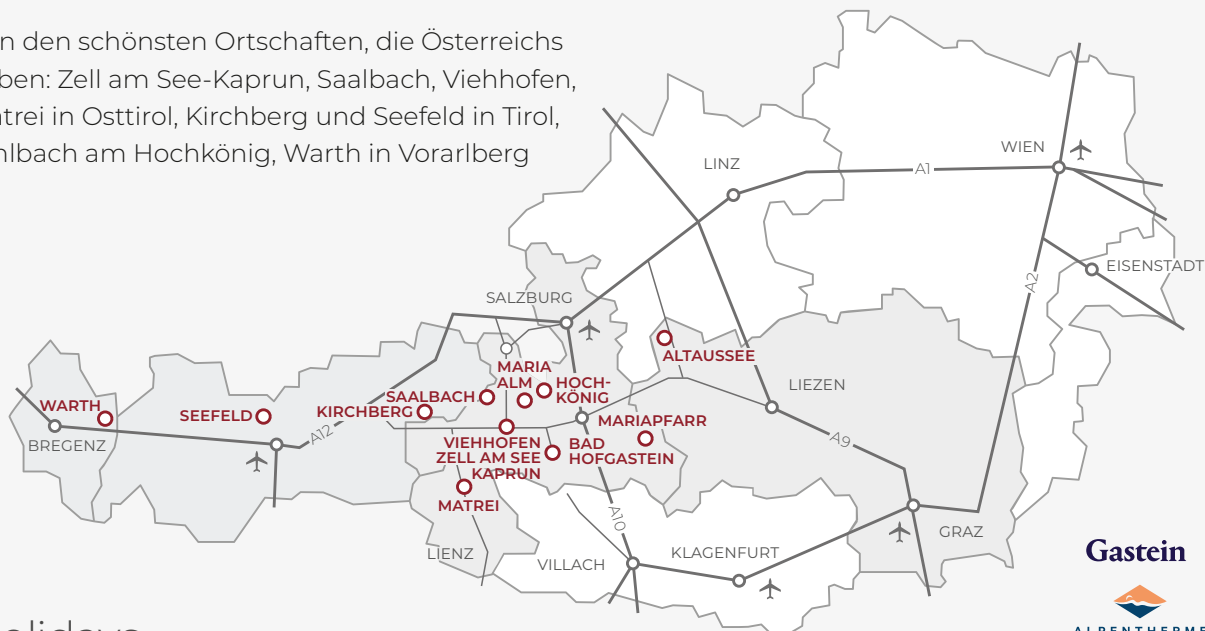 n den schönsten Ortschaften, die Österreichs
ben: Zell am See-Kaprun, Saalbach, Viehhofen,
trei in Osttirol, Kirchberg und Seefeld in Tirol,
hlbach am Hochkönig, Warth in Vorarlberg
LINZ
WIEN
A1
EISENSTADT
A2
SALZBURG
ALTAUSSEE
MARIA
ALM
HOCH-
KÖNIG
LIEZEN
SAALBACH
KIRCHBERG
WARTH
SEEFELD
MARIAPFARR
BREGENZ
A12
VIEHHOFEN
ZELL AM SEE
KAPRUN
BAD
HOFGASTEIN
A9
MATREI
A10
GRAZ
LIENZ
VILLACH
KLAGENFURT
Gastein